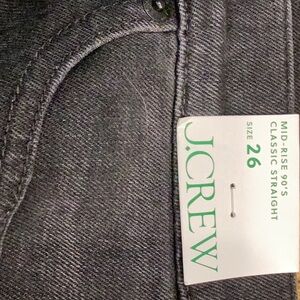 MID-RISE 90'S
CLASSIC STRAIGHT
SIZE 26
J.CREW